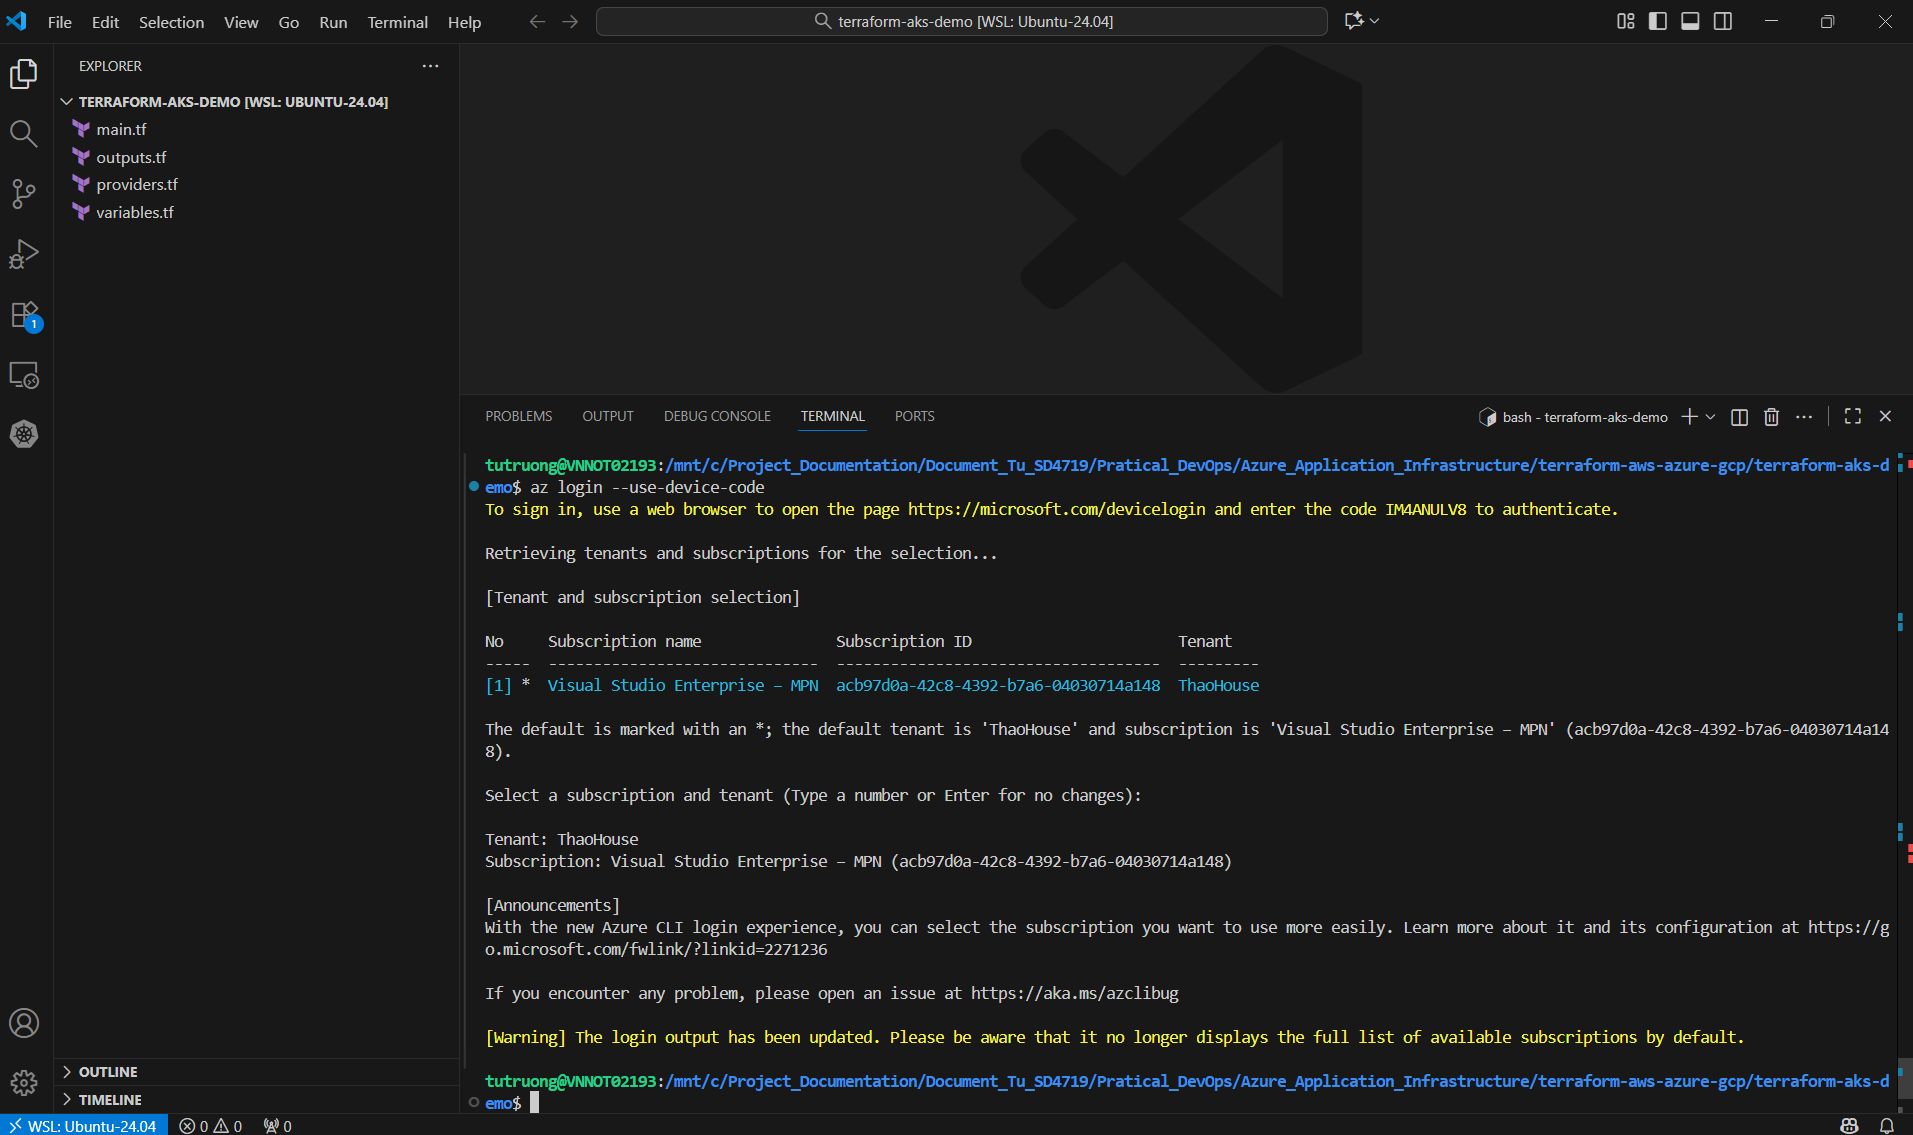 File Edit Selection View Go Run Terminal Help
terraform-aks-demo [WSL: Ubuntu-24.04]
EXPLORER
TERRAFORM-AKS-DEMO [WSL: UBUNTU-24.04]
main.tf
outputs.tf
providers.tf
variables.tf
1
PROBLEMS OUTPUT DEBUG CONSOLE TERMINAL PORTS
bash - terraform-aks-demo
tutruong@VNNOT02193:/mnt/c/Project_Documentation/Document_Tu_SD4719/Pratical_DevOps/Azure_Application_Infrastructure/terraform-aws-azure-gcp/terraform-aks-d
emo$ az login --use-device-code
To sign in, use a web browser to open the page https://microsoft.com/devicelogin and enter the code IM4ANULV8 to authenticate.
Retrieving tenants and subscriptions for the selection...
[Tenant and subscription selection]
No Subscription name Subscription ID Tenant
----- ------------------------------ ------------------------------------ ---------
[1] * Visual Studio Enterprise – MPN acb97d0a-42c8-4392-b7a6-04030714a148 ThaoHouse
The default is marked with an *; the default tenant is 'ThaoHouse' and subscription is 'Visual Studio Enterprise – MPN' (acb97d0a-42c8-4392-b7a6-04030714a14
8).
Select a subscription and tenant (Type a number or Enter for no changes):
Tenant: ThaoHouse
Subscription: Visual Studio Enterprise – MPN (acb97d0a-42c8-4392-b7a6-04030714a148)
[Announcements]
With the new Azure CLI login experience, you can select the subscription you want to use more easily. Learn more about it and its configuration at https://g
o.microsoft.com/fwlink/?linkid=2271236
If you encounter any problem, please open an issue at https://aka.ms/azclibug
[Warning] The login output has been updated. Please be aware that it no longer displays the full list of available subscriptions by default.
tutruong@VNNOT02193:/mnt/c/Project_Documentation/Document_Tu_SD4719/Pratical_DevOps/Azure_Application_Infrastructure/terraform-aws-azure-gcp/terraform-aks-d
emo$
OUTLINE
TIMELINE
WSL: Ubuntu-24.04 0 0 0